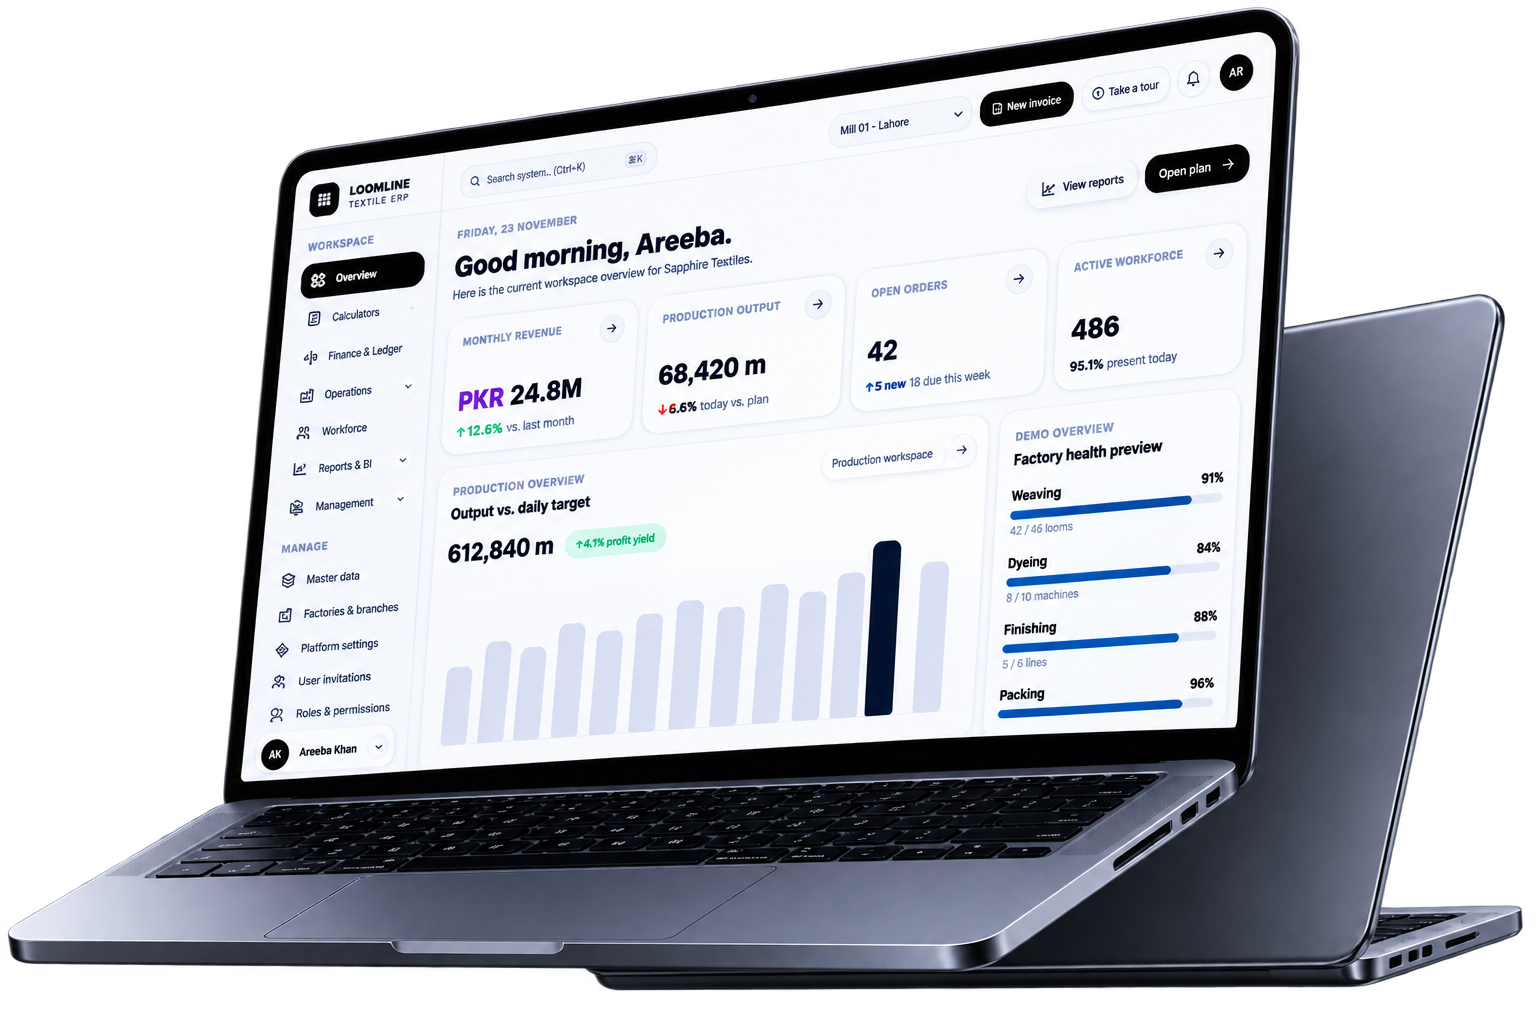 LOOMLINE
TEXTILE ERP
Search system.. (Ctrl+K)
⌘K
Mill 01 - Lahore
New invoice
Take a tour
AR
WORKSPACE
Overview
Calculators
Finance & Ledger
Operations
Workforce
Reports & BI
Management
MANAGE
Master data
Factories & branches
Platform settings
User invitations
Roles & permissions
AK
Areeba Khan
FRIDAY, 23 NOVEMBER
Good morning, Areeba.
Here is the current workspace overview for Sapphire Textiles.
View reports
Open plan →
MONTHLY REVENUE →
PKR 24.8M
↑12.6% vs. last month
PRODUCTION OUTPUT →
68,420 m
↓6.6% today vs. plan
OPEN ORDERS →
42
↑5 new 18 due this week
ACTIVE WORKFORCE →
486
95.1% present today
PRODUCTION OVERVIEW
Output vs. daily target
Production workspace →
612,840 m
↑4.1% profit yield
DEMO OVERVIEW
Factory health preview
Weaving 91%
42 / 46 looms
Dyeing 84%
8 / 10 machines
Finishing 88%
5 / 6 lines
Packing 96%